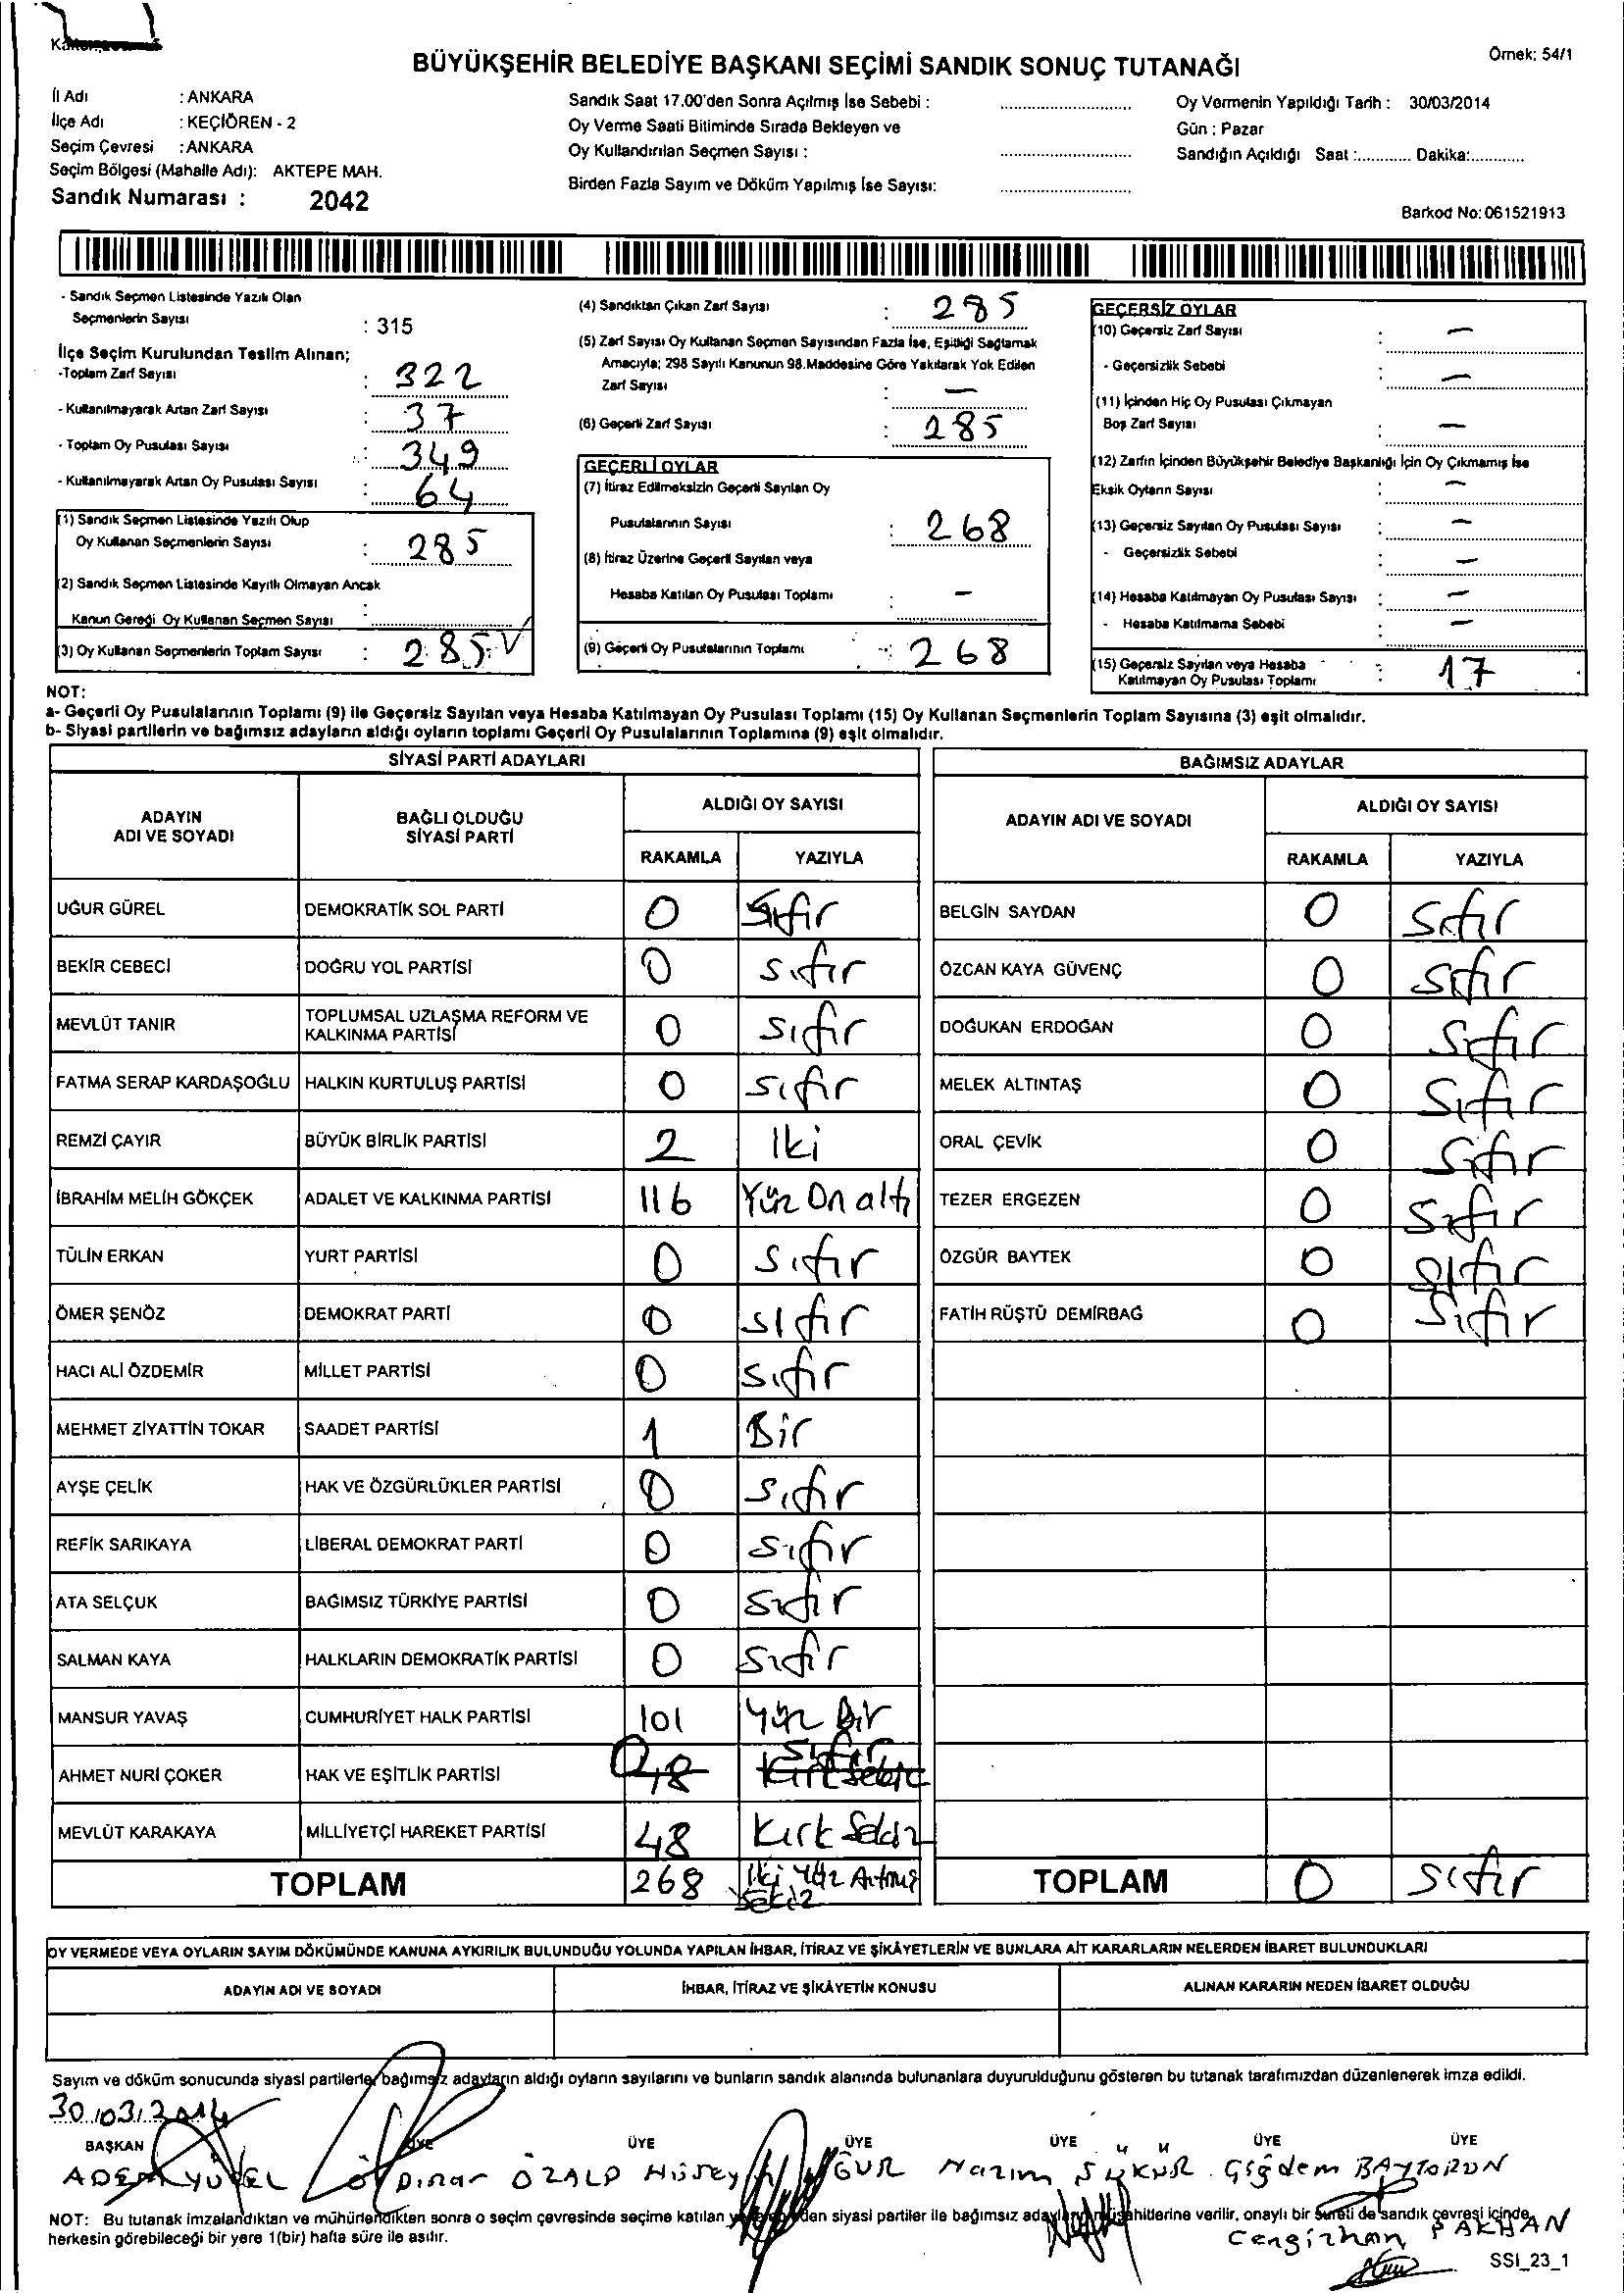 BÜYÜKŞEHİR BELEDİYE BAŞKANI SEÇİMİ SANDIK SONUÇ TUTANAĞI
Örnek: 54/1
İl Adı : ANKARA
İlçe Adı : KEÇİÖREN - 2
Seçim Çevresi : ANKARA
Seçim Bölgesi (Mahalle Adı): AKTEPE MAH.
Sandık Numarası : 2042
Sandık Saat 17.00'den Sonra Açılmış İse Sebebi :
Oy Verme Saati Bitiminde Sırada Bekleyen ve
Oy Kullandırılan Seçmen Sayısı :
Birden Fazla Sayım ve Döküm Yapılmış İse Sayısı:
Oy Vermenin Yapıldığı Tarih : 30/03/2014
Gün : Pazar
Sandığın Açıldığı Saat :............ Dakika:............
Barkod No: 061521913
- Sandık Seçmen Listesinde Yazılı Olan
Seçmenlerin Sayısı : 315
İlçe Seçim Kurulundan Teslim Alınan;
-Toplam Zarf Sayısı : 322
- Kullanılmayarak Artan Zarf Sayısı : 37
- Toplam Oy Pusulası Sayısı : 349
- Kullanılmayarak Artan Oy Pusulası Sayısı : 64
(1) Sandık Seçmen Listesinde Yazılı Olup
Oy Kullanan Seçmenlerin Sayısı : 285
(2) Sandık Seçmen Listesinde Kayıtlı Olmayan Ancak
Kanun Gereği Oy Kullanan Seçmen Sayısı :
(3) Oy Kullanan Seçmenlerin Toplam Sayısı : 285
(4) Sandıktan Çıkan Zarf Sayısı : 285
(5) Zarf Sayısı Oy Kullanan Seçmen Sayısından Fazla İse, Eşitliği Sağlamak
Amacıyla; 298 Sayılı Kanunun 98.Maddesine Göre Yakılarak Yok Edilen
Zarf Sayısı : —
(6) Geçerli Zarf Sayısı : 285
GEÇERLİ OYLAR
(7) İtiraz Edilmeksizin Geçerli Sayılan Oy
Pusulalarının Sayısı : 268
(8) İtiraz Üzerine Geçerli Sayılan veya
Hesaba Katılan Oy Pusulası Toplamı : —
(9) Geçerli Oy Pusulalarının Toplamı : 268
GEÇERSİZ OYLAR
(10) Geçersiz Zarf Sayısı : —
- Geçersizlik Sebebi : —
(11) İçinden Hiç Oy Pusulası Çıkmayan
Boş Zarf Sayısı : —
(12) Zarfın İçinden Büyükşehir Belediye Başkanlığı İçin Oy Çıkmamış İse
Eksik Oyların Sayısı : —
(13) Geçersiz Sayılan Oy Pusulası Sayısı : —
- Geçersizlik Sebebi : —
(14) Hesaba Katılmayan Oy Pusulası Sayısı : —
- Hesaba Katılmama Sebebi : —
(15) Geçersiz Sayılan veya Hesaba
Katılmayan Oy Pusulası Toplamı : 17
NOT:
a- Geçerli Oy Pusulalarının Toplamı (9) ile Geçersiz Sayılan veya Hesaba Katılmayan Oy Pusulası Toplamı (15) Oy Kullanan Seçmenlerin Toplam Sayısına (3) eşit olmalıdır.
b- Siyasi partilerin ve bağımsız adayların aldığı oyların toplamı Geçerli Oy Pusulalarının Toplamına (9) eşit olmalıdır.
SİYASİ PARTİ ADAYLARI
ADAYIN ADI VE SOYADI
BAĞLI OLDUĞU SİYASİ PARTİ
ALDIĞI OY SAYISI
RAKAMLA YAZIYLA
UĞUR GÜREL DEMOKRATİK SOL PARTİ 0 Sıfır
BEKİR CEBECİ DOĞRU YOL PARTİSİ 0 sıfır
MEVLÜT TANIR TOPLUMSAL UZLAŞMA REFORM VE KALKINMA PARTİSİ 0 sıfır
FATMA SERAP KARDAŞOĞLU HALKIN KURTULUŞ PARTİSİ 0 sıfır
REMZİ ÇAYIR BÜYÜK BİRLİK PARTİSİ 2 Iki
İBRAHİM MELİH GÖKÇEK ADALET VE KALKINMA PARTİSİ 116 Yüz On altı
TÜLİN ERKAN YURT PARTİSİ 0 sıfır
ÖMER ŞENÖZ DEMOKRAT PARTİ 0 sıfır
HACI ALİ ÖZDEMİR MİLLET PARTİSİ 0 sıfır
MEHMET ZİYATTİN TOKAR SAADET PARTİSİ 1 Bir
AYŞE ÇELİK HAK VE ÖZGÜRLÜKLER PARTİSİ 0 sıfır
REFİK SARIKAYA LİBERAL DEMOKRAT PARTİ 0 sıfır
ATA SELÇUK BAĞIMSIZ TÜRKİYE PARTİSİ 0 sıfır
SALMAN KAYA HALKLARIN DEMOKRATİK PARTİSİ 0 sıfır
MANSUR YAVAŞ CUMHURİYET HALK PARTİSİ 101 Yüz Bir
AHMET NURİ ÇOKER HAK VE EŞİTLİK PARTİSİ 0 48 sıfır Kırk Sekiz
MEVLÜT KARAKAYA MİLLİYETÇİ HAREKET PARTİSİ 48 Kırk Sekiz
TOPLAM 268 Iki Yüz Altmış Sekiz
BAĞIMSIZ ADAYLAR
ADAYIN ADI VE SOYADI
ALDIĞI OY SAYISI
RAKAMLA YAZIYLA
BELGİN SAYDAN 0 Sıfır
ÖZCAN KAYA GÜVENÇ 0 sıfır
DOĞUKAN ERDOĞAN 0 Sıfır
MELEK ALTINTAŞ 0 Sıfır
ORAL ÇEVİK 0 Sıfır
TEZER ERGEZEN 0 Sıfır
ÖZGÜR BAYTEK 0 sıfır
FATİH RÜŞTÜ DEMİRBAĞ 0 Sıfır
TOPLAM 0 sıfır
OY VERMEDE VEYA OYLARIN SAYIM DÖKÜMÜNDE KANUNA AYKIRILIK BULUNDUĞU YOLUNDA YAPILAN İHBAR, İTİRAZ VE ŞİKÂYETLERİN VE BUNLARA AİT KARARLARIN NELERDEN İBARET BULUNDUKLARI
ADAYIN ADI VE SOYADI İHBAR, İTİRAZ VE ŞİKÂYETİN KONUSU ALINAN KARARIN NEDEN İBARET OLDUĞU
Sayım ve döküm sonucunda siyasi partilerle, bağımsız adayların aldığı oyların sayılarını ve bunların sandık alanında bulunanlara duyurulduğunu gösteren bu tutanak tarafımızdan düzenlenerek imza edildi.
30/03/2014
BAŞKAN ÜYE ÜYE ÜYE ÜYE ÜYE ÜYE
ADEM YÜCEL Pınar ÖZALP Nazım ŞÜKÜR Çiğdem BAYTORUN
Cengizhan
NOT: Bu tutanak imzalandıktan ve mühürlendikten sonra o seçim çevresinde seçime katılan siyasi partiler ile bağımsız aday müşahitlerine verilir, onaylı bir sureti de sandık çevresi içinde
herkesin görebileceği bir yere 1(bir) hafta süre ile asılır.
SSI_23_1